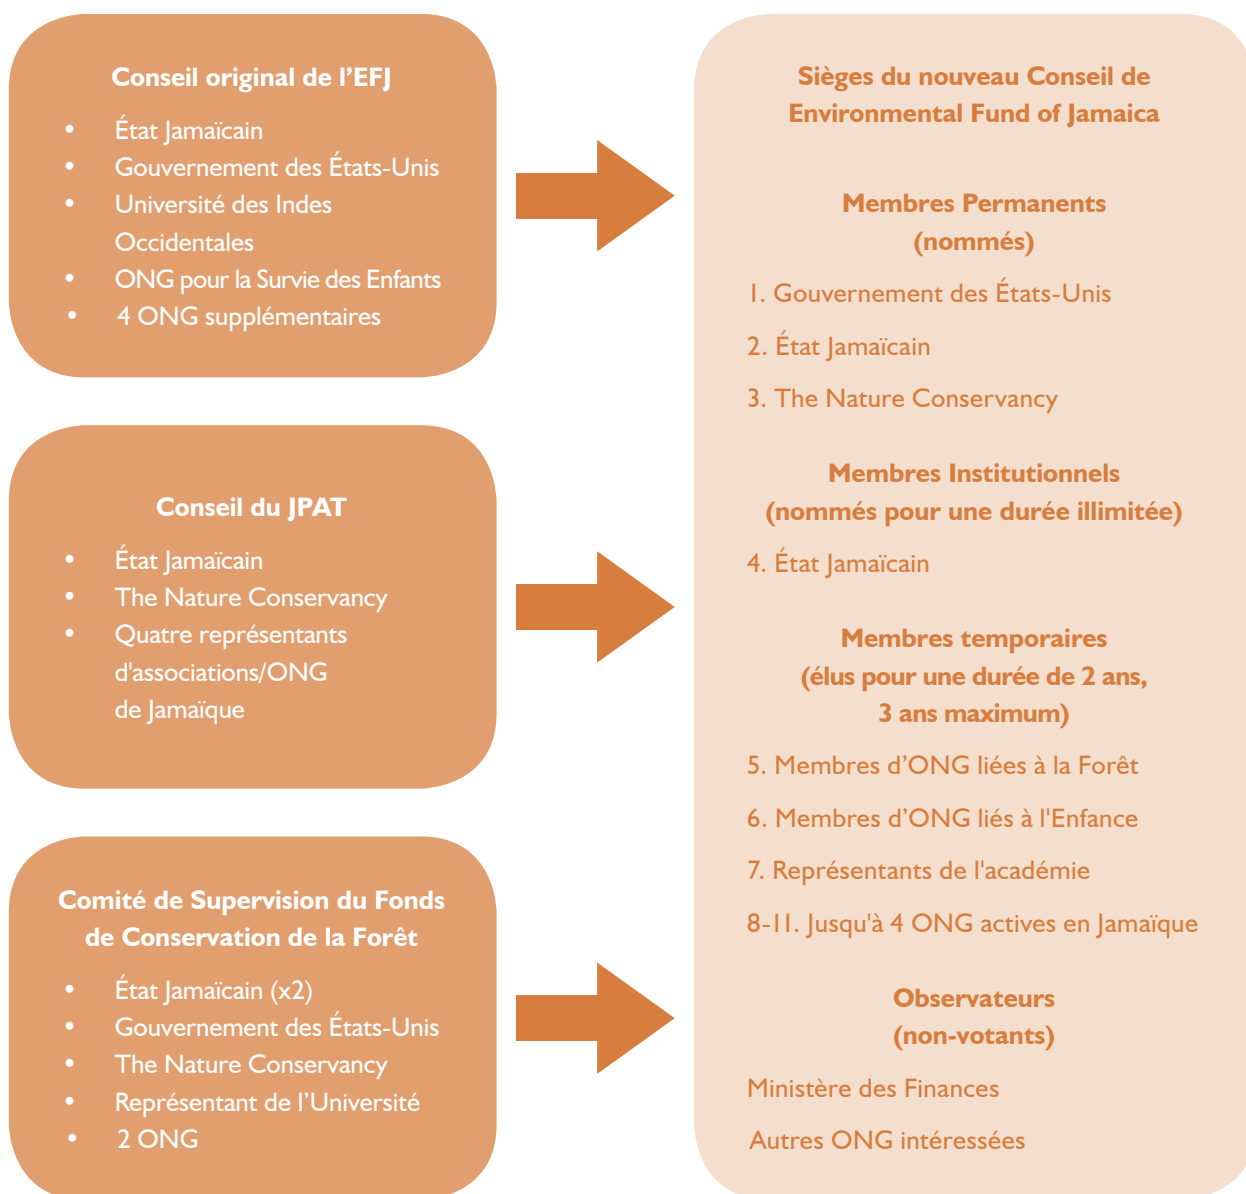 Conseil original de l’EFJ
• État Jamaïcain
• Gouvernement des États-Unis
• Université des Indes
Occidentales
• ONG pour la Survie des Enfants
• 4 ONG supplémentaires
Conseil du JPAT
• État Jamaïcain
• The Nature Conservancy
• Quatre représentants
d'associations/ONG
de Jamaïque
Comité de Supervision du Fonds
de Conservation de la Forêt
• État Jamaïcain (x2)
• Gouvernement des États-Unis
• The Nature Conservancy
• Représentant de l’Université
• 2 ONG
Sièges du nouveau Conseil de
Environmental Fund of Jamaica
Membres Permanents
(nommés)
1. Gouvernement des États-Unis
2. État Jamaïcain
3. The Nature Conservancy
Membres Institutionnels
(nommés pour une durée illimitée)
4. État Jamaïcain
Membres temporaires
(élus pour une durée de 2 ans,
3 ans maximum)
5. Membres d’ONG liées à la Forêt
6. Membres d’ONG liés à l'Enfance
7. Représentants de l'académie
8-11. Jusqu'à 4 ONG actives en Jamaïque
Observateurs
(non-votants)
Ministère des Finances
Autres ONG intéressées